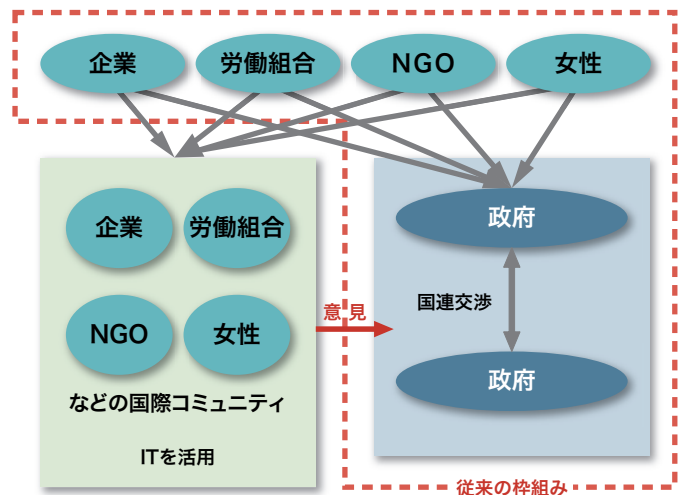 企業
労働組合
NGO
女性
企業
労働組合
NGO
女性
などの国際コミュニティ
ITを活用
意見
政府
国連交渉
政府
従来の枠組み